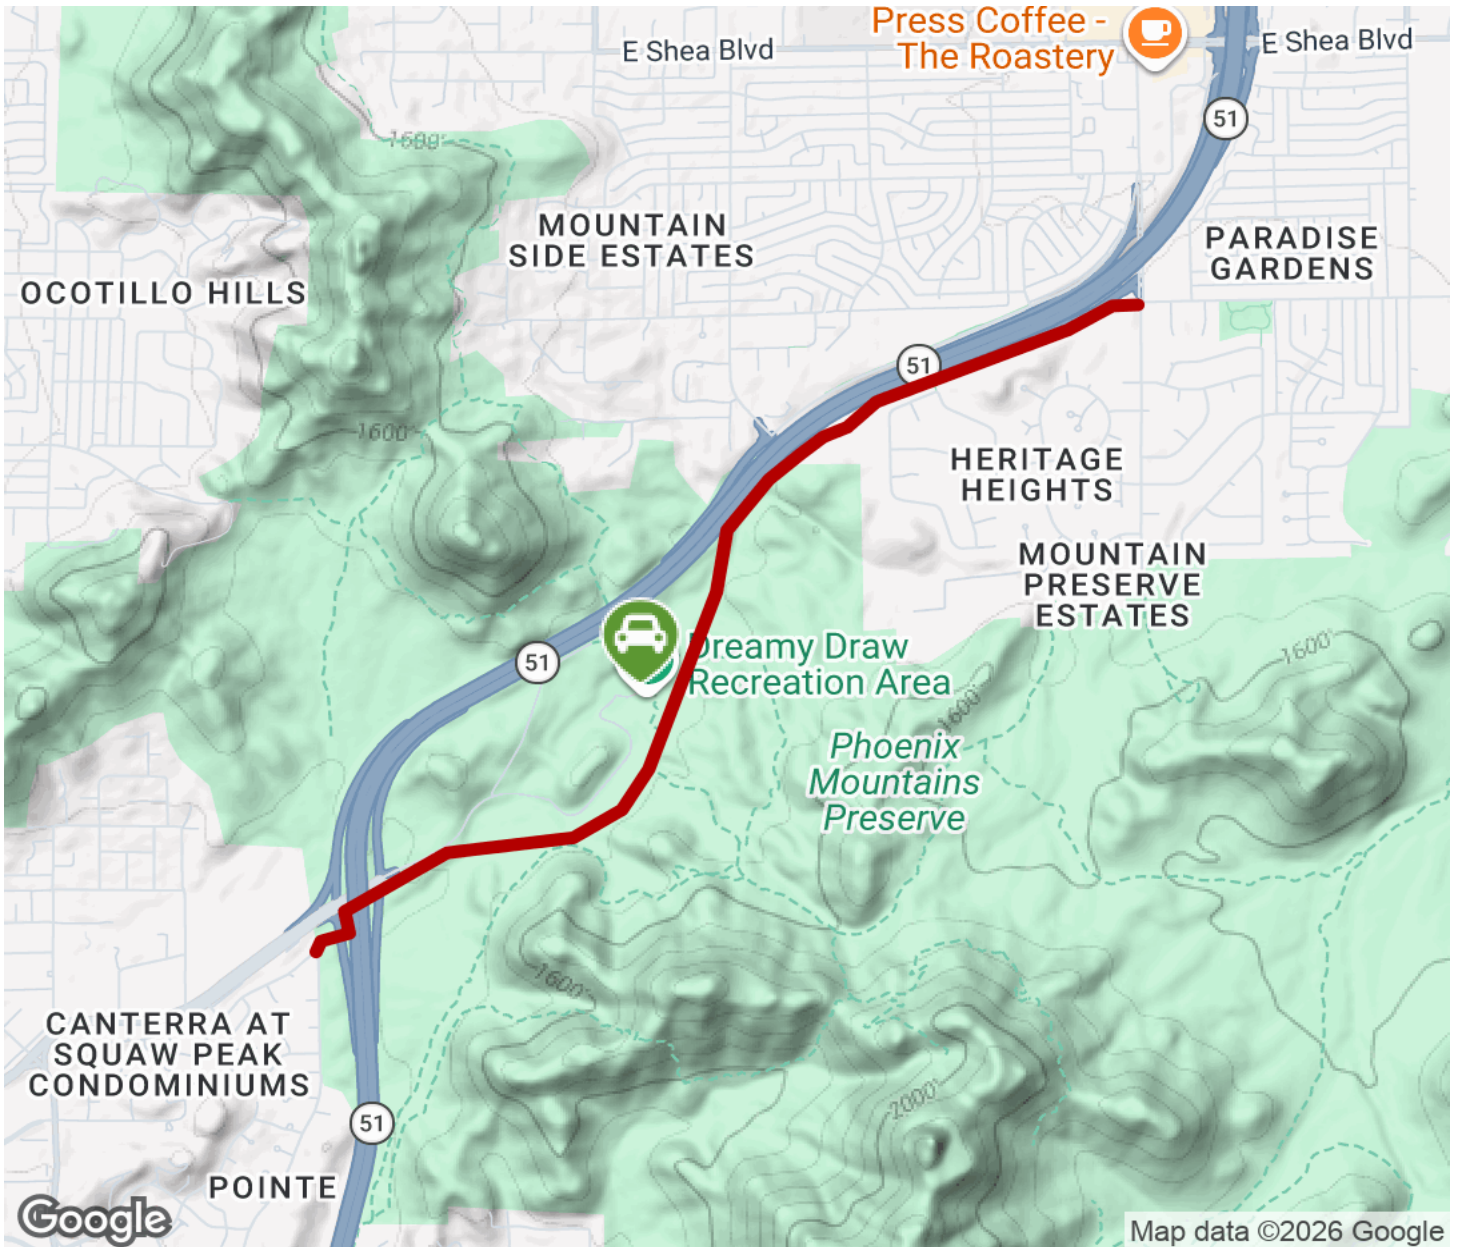 Press Coffee -
The Roastery
E Shea Blvd
E Shea Blvd
51
1600'
MOUNTAIN
SIDE ESTATES
PARADISE
GARDENS
OCOTILLO HILLS
51
1600'
HERITAGE
HEIGHTS
MOUNTAIN
PRESERVE
ESTATES
51
Dreamy Draw
Recreation Area
1600'
1600'
Phoenix
Mountains
Preserve
1600'
CANTERRA AT
SQUAW PEAK
CONDOMINIUMS
2000'
51
POINTE
Google
Map data ©2026 Google